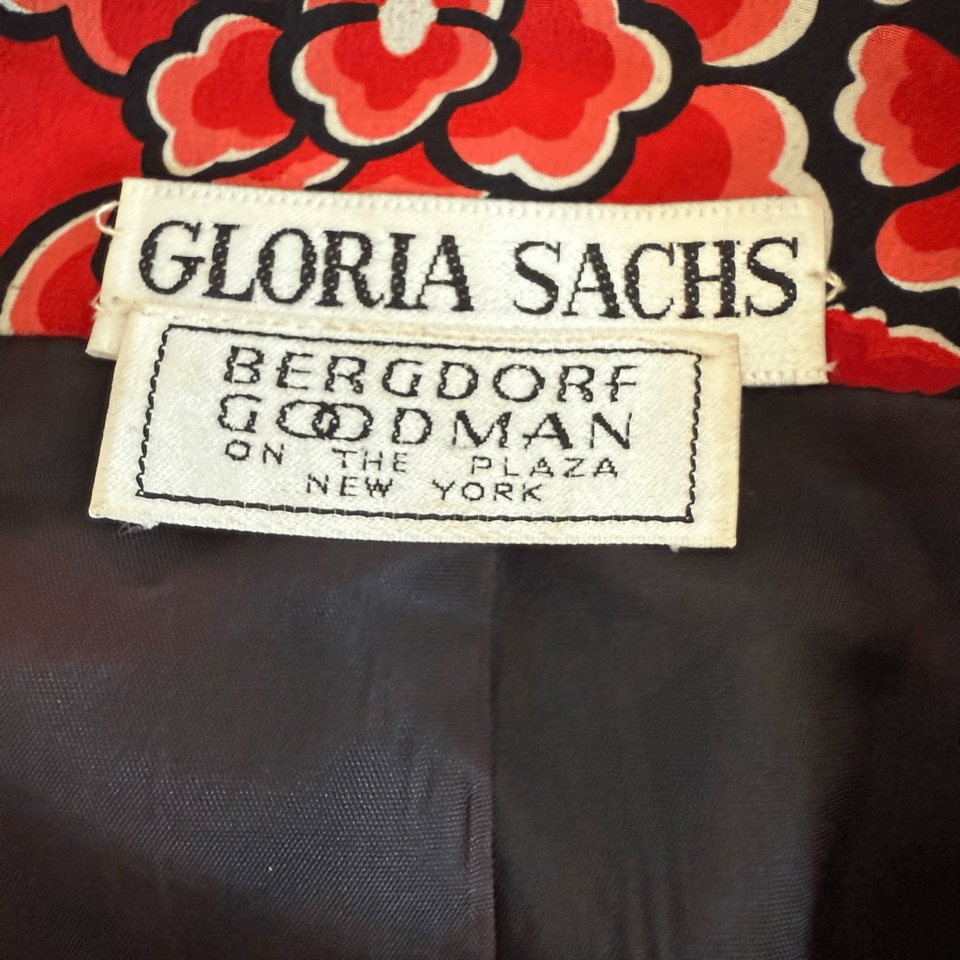 GLORIA SACHS
BERGDORF
GOODMAN
ON THE PLAZA
NEW YORK